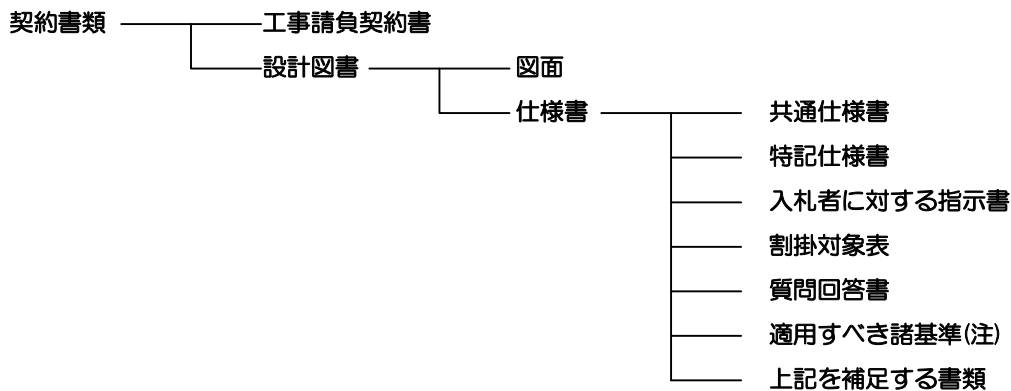 契約書類
工事請負契約書
設計図書
図面
仕様書
共通仕様書
特記仕様書
入札者に対する指示書
割掛対象表
質問回答書
適用すべき諸基準(注)
上記を補足する書類